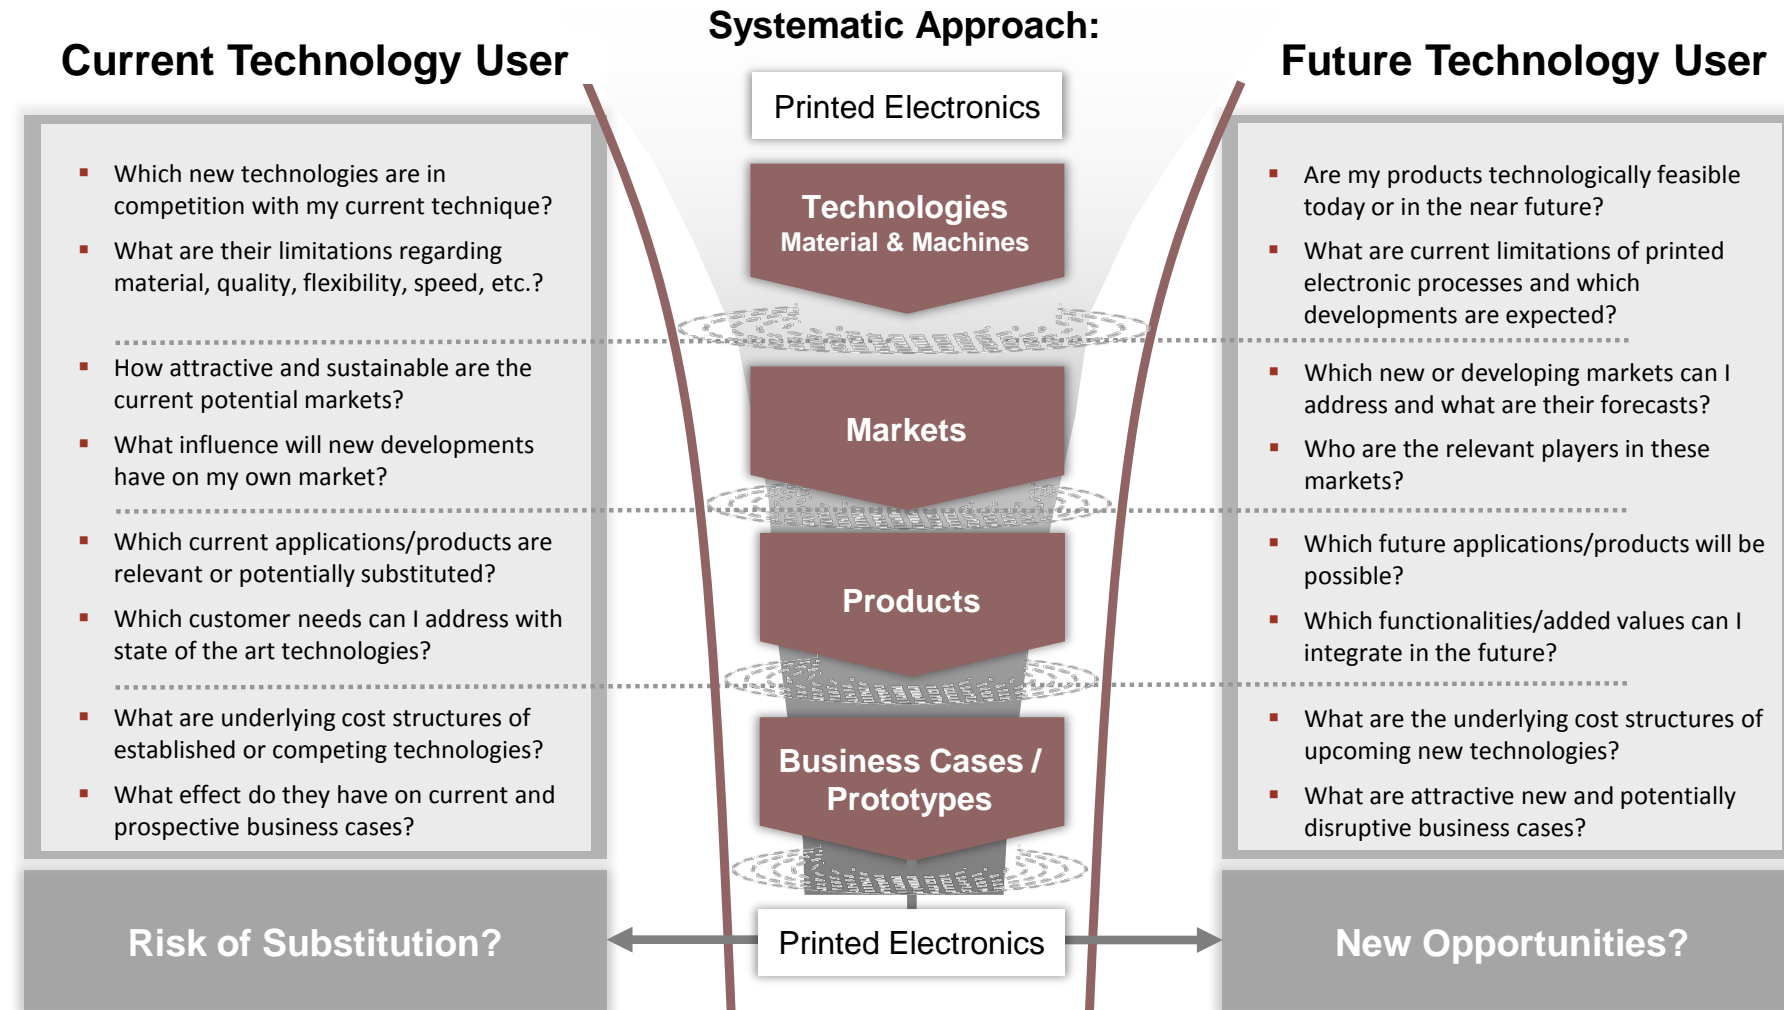 Systematic Approach:
Current Technology User
Future Technology User
Printed Electronics
Technologies
Material & Machines
Markets
Products
Business Cases /
Prototypes
Printed Electronics
▪ Which new technologies are in
competition with my current technique?
▪ What are their limitations regarding
material, quality, flexibility, speed, etc.?
▪ How attractive and sustainable are the
current potential markets?
▪ What influence will new developments
have on my own market?
▪ Which current applications/products are
relevant or potentially substituted?
▪ Which customer needs can I address with
state of the art technologies?
▪ What are underlying cost structures of
established or competing technologies?
▪ What effect do they have on current and
prospective business cases?
Risk of Substitution?
▪ Are my products technologically feasible
today or in the near future?
▪ What are current limitations of printed
electronic processes and which
developments are expected?
▪ Which new or developing markets can I
address and what are their forecasts?
▪ Who are the relevant players in these
markets?
▪ Which future applications/products will be
possible?
▪ Which functionalities/added values can I
integrate in the future?
▪ What are the underlying cost structures of
upcoming new technologies?
▪ What are attractive new and potentially
disruptive business cases?
New Opportunities?